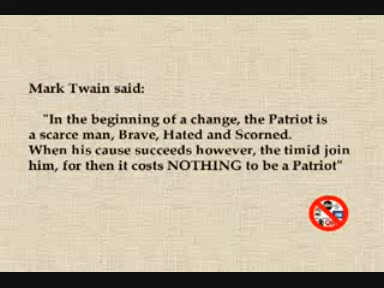 Mark Twain said:
"In the beginning of a change, the Patriot is
a scarce man, Brave, Hated and Scorned.
When his cause succeeds however, the timid join
him, for then it costs NOTHING to be a Patriot"